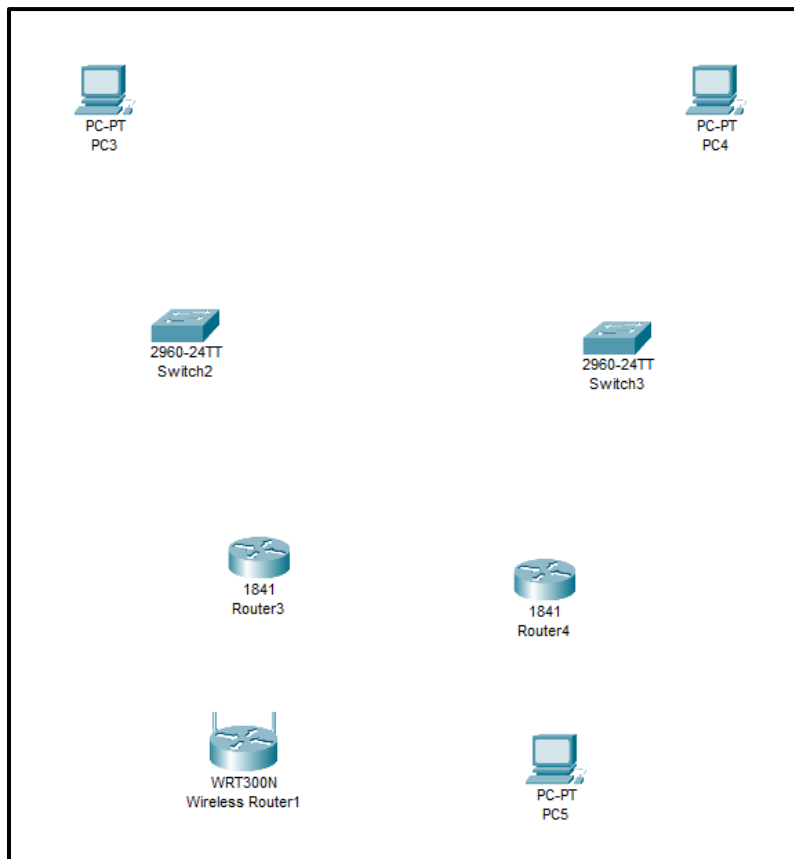 PC-PT
PC3
PC-PT
PC4
2960-24TT
Switch2
2960-24TT
Switch3
1841
Router3
1841
Router4
WRT300N
Wireless Router1
PC-PT
PC5